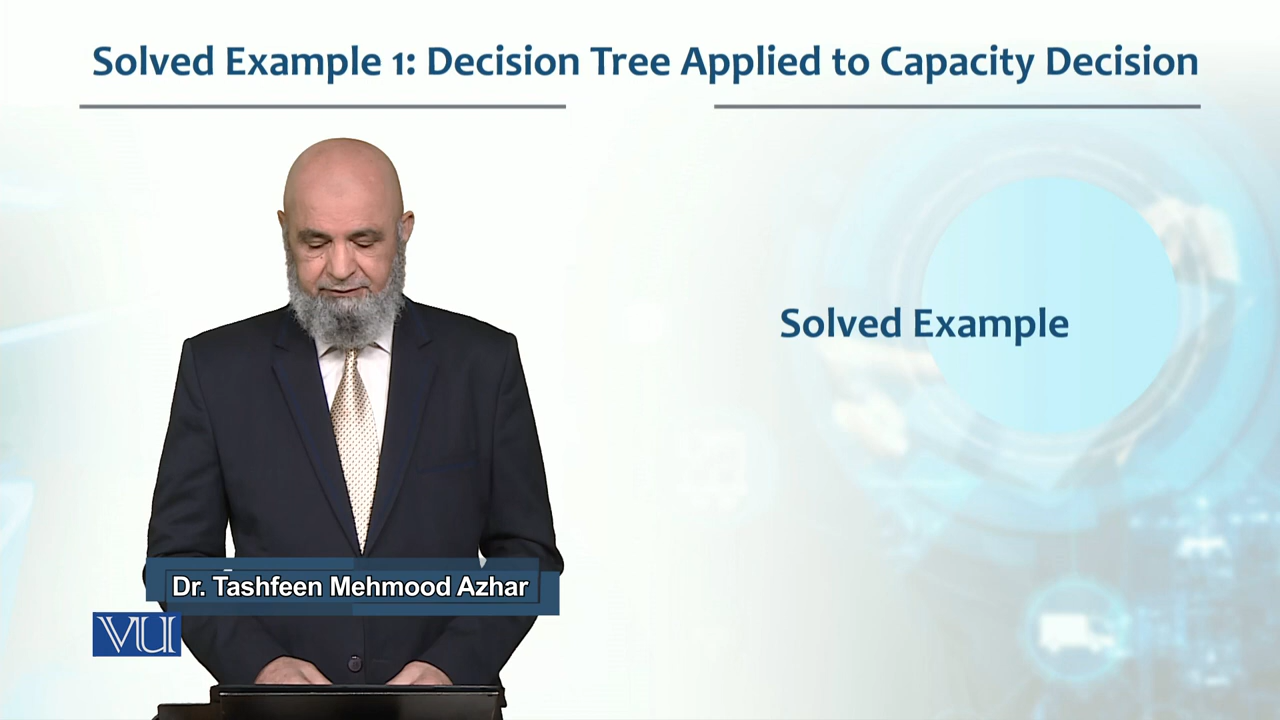 Solved Example 1: Decision Tree Applied to Capacity Decision
Solved Example
Dr. Tashfeen Mehmood Azhar
VU